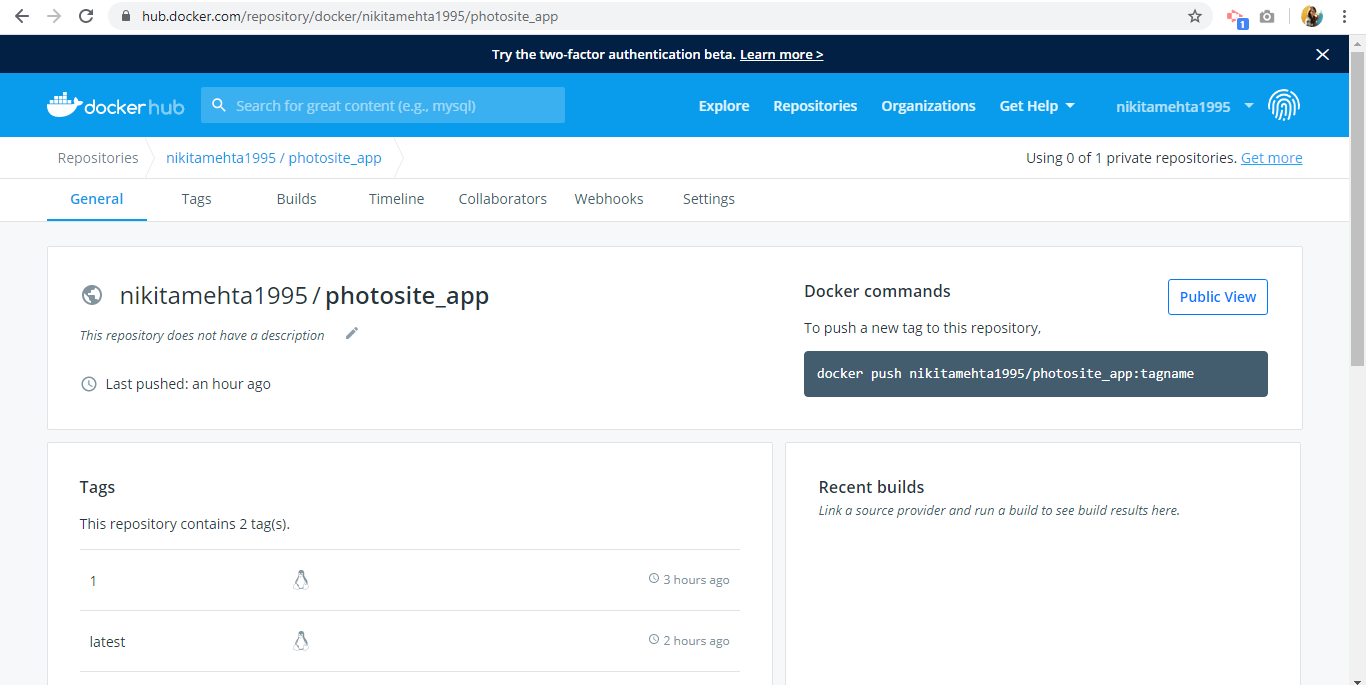 hub.docker.com/repository/docker/nikitamehta1995/photosite_app
1
Try the two-factor authentication beta. Learn more >
dockerhub Search for great content (e.g., mysql) Explore Repositories Organizations Get Help nikitamehta1995
Repositories nikitamehta1995 / photosite_app Using 0 of 1 private repositories. Get more
General Tags Builds Timeline Collaborators Webhooks Settings
nikitamehta1995 / photosite_app
This repository does not have a description
Last pushed: an hour ago
Docker commands
Public View
To push a new tag to this repository,
docker push nikitamehta1995/photosite_app:tagname
Tags
This repository contains 2 tag(s).
1 3 hours ago
latest 2 hours ago
Recent builds
Link a source provider and run a build to see build results here.